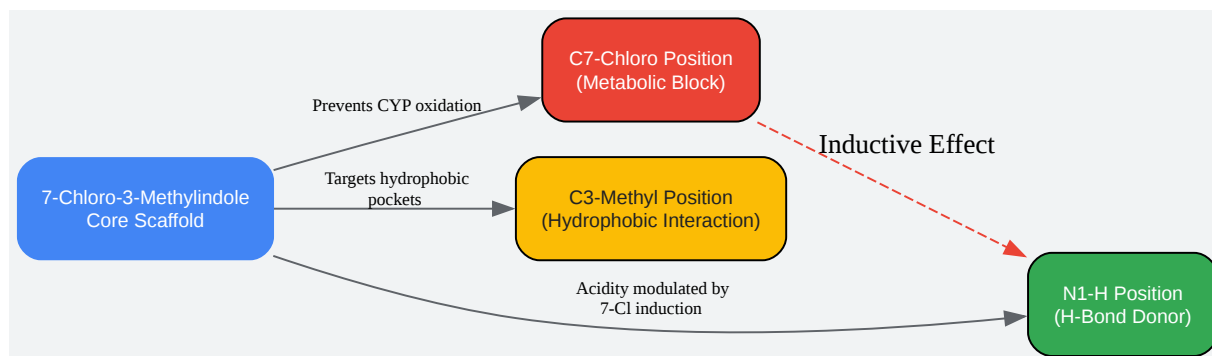 C7-Chloro Position
(Metabolic Block)
Prevents CYP oxidation
Inductive Effect
7-Chloro-3-Methylindole
Core Scaffold
Targets hydrophobic
pockets
C3-Methyl Position
(Hydrophobic Interaction)
Acidity modulated by
7-Cl induction
N1-H Position
(H-Bond Donor)